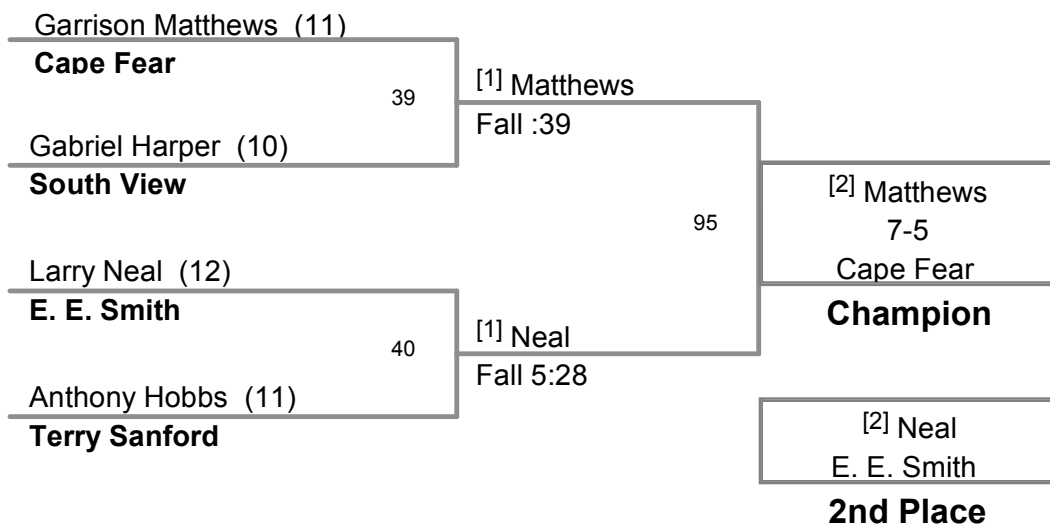 Garrison Matthews (11)
Cape Fear
39
[1] Matthews
Fall :39
Gabriel Harper (10)
South View
95
[2] Matthews
7-5
Cape Fear
Champion
Larry Neal (12)
E. E. Smith
40
[1] Neal
Fall 5:28
Anthony Hobbs (11)
Terry Sanford
[2] Neal
E. E. Smith
2nd Place